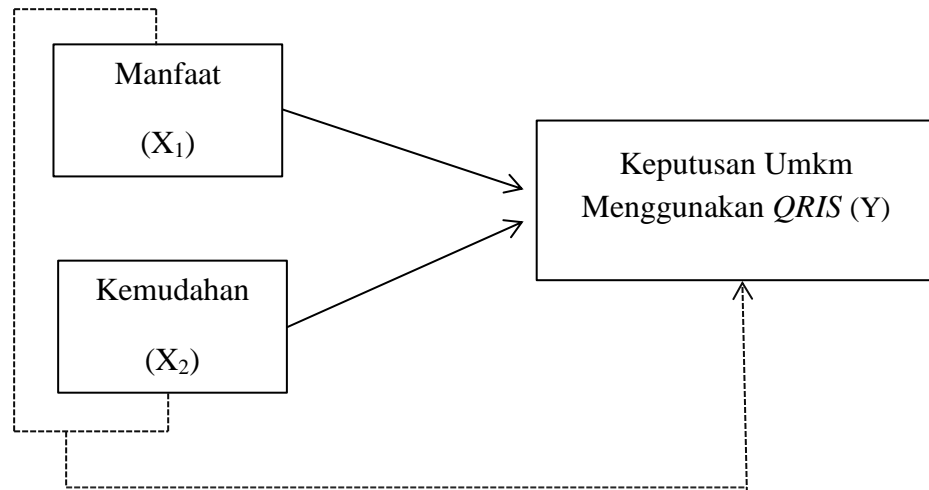 Manfaat
(X₁)
Keputusan Umkm
Menggunakan QRIS (Y)
Kemudahan
(X₂)